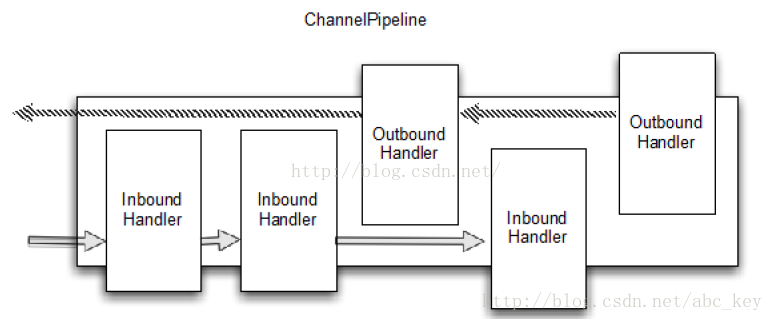 ChannelPipeline
Outbound
Handler
Outbound
Handler
http://blog.csdn.net/
Inbound
Handler
Inbound
Handler
Inbound
Handler
http://blog.csdn.net/abc_key